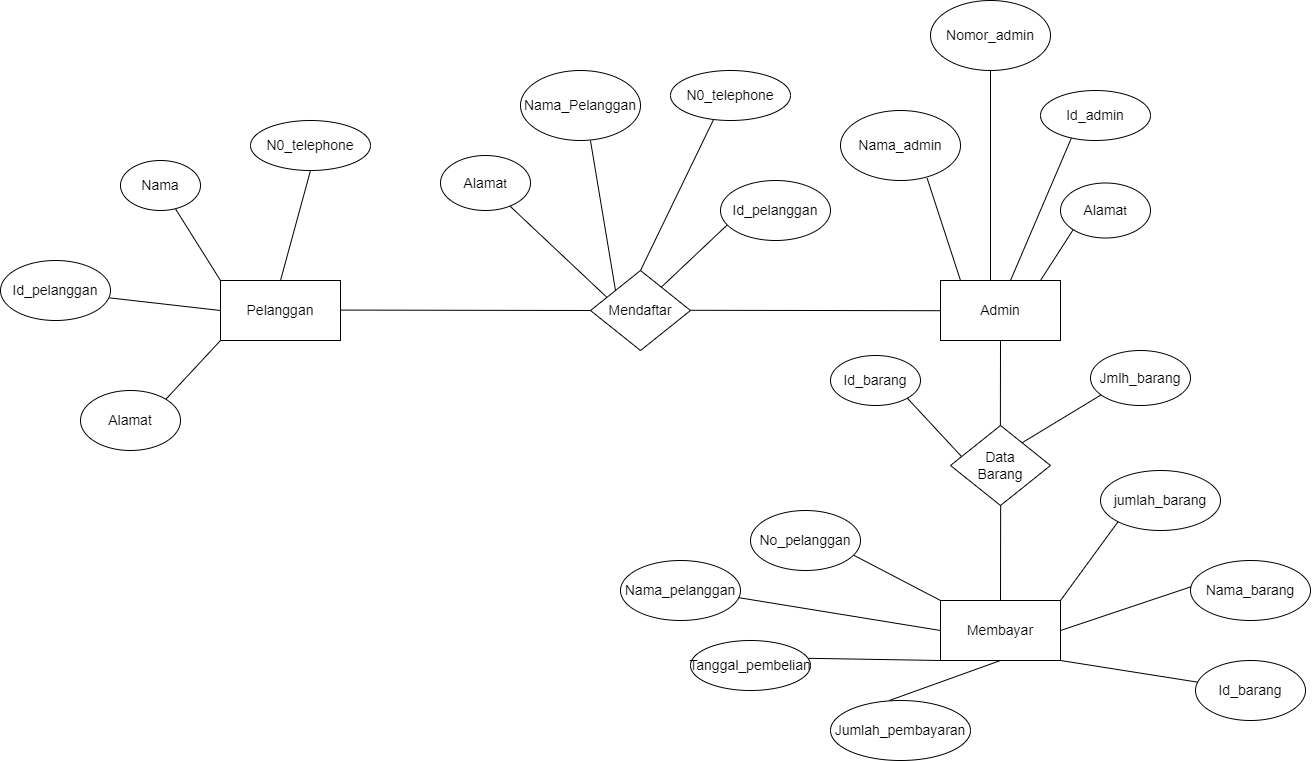 Nomor_admin
Nama_Pelanggan
N0_telephone
Id_admin
N0_telephone
Nama_admin
Nama
Alamat
Id_pelanggan
Alamat
Id_pelanggan
Pelanggan
Mendaftar
Admin
Id_barang
Jmlh_barang
Alamat
Data
Barang
jumlah_barang
No_pelanggan
Nama_pelanggan
Nama_barang
Membayar
Tanggal_pembelian
Id_barang
Jumlah_pembayaran